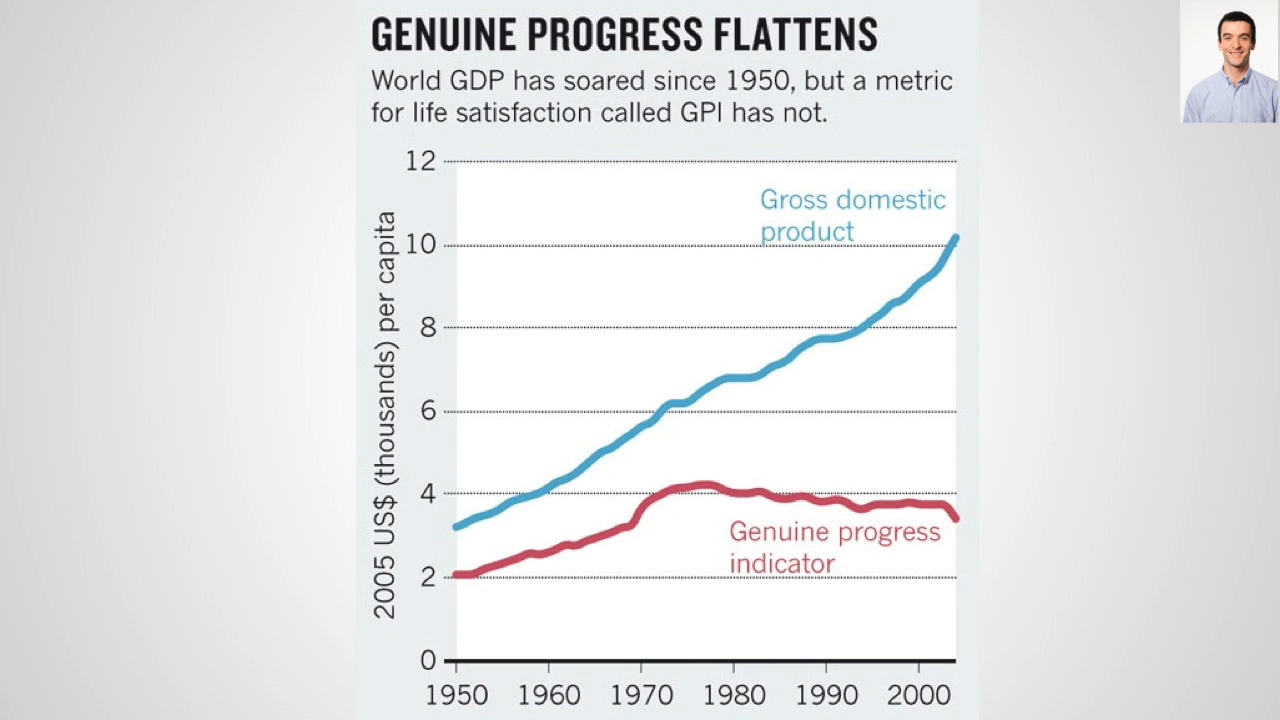 GENUINE PROGRESS FLATTENS
World GDP has soared since 1950, but a metric
for life satisfaction called GPI has not.
12
Gross domestic
product
10
8
6
4
Genuine progress
indicator
2
0
2005 US$ (thousands) per capita
1950 1960 1970 1980 1990 2000